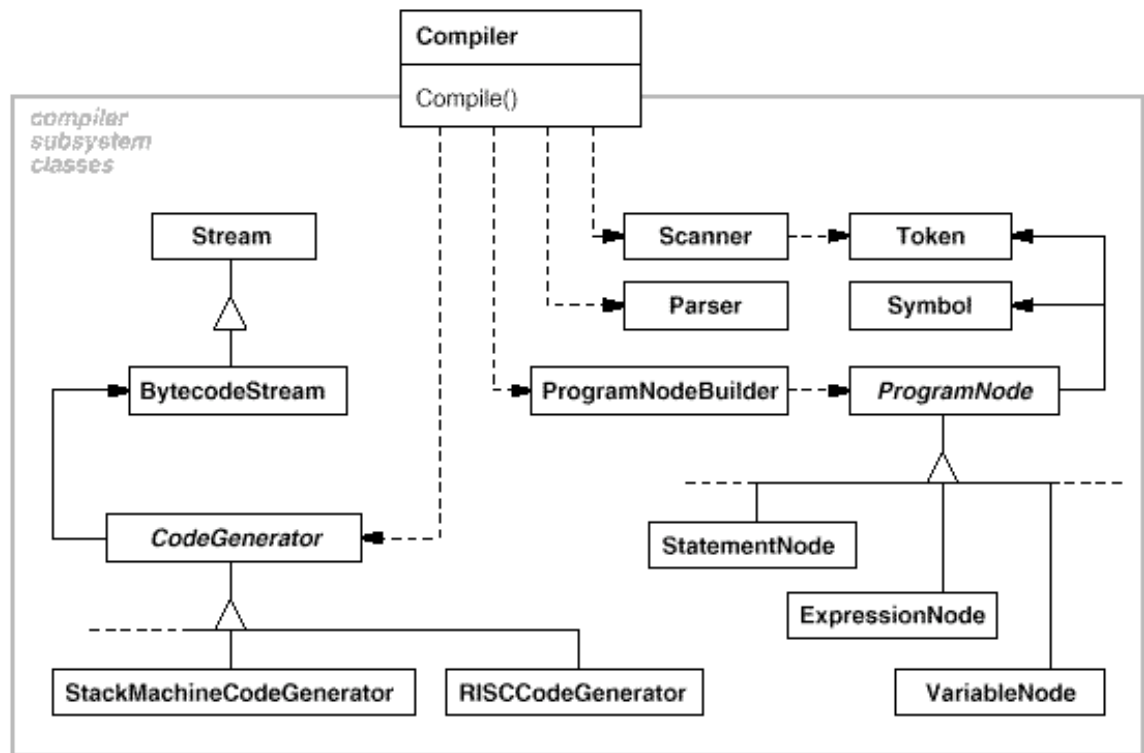 Compiler
Compile()
compiler
subsystem
classes
Stream
Scanner
Token
Parser
Symbol
BytecodeStream
ProgramNodeBuilder
ProgramNode
CodeGenerator
StatementNode
ExpressionNode
StackMachineCodeGenerator
RISCCodeGenerator
VariableNode